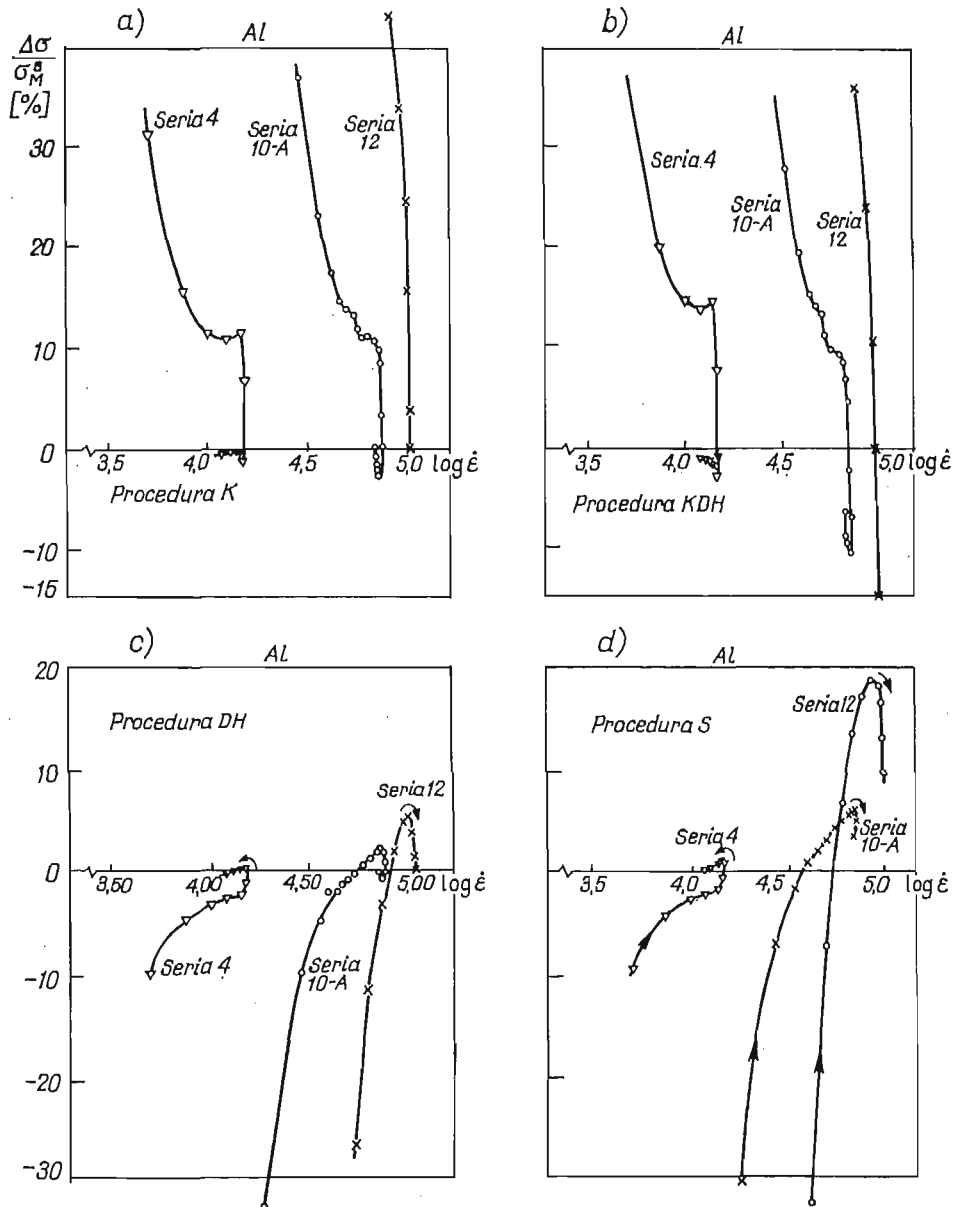 a)
Al
Δσ
σ_M^B
[%]
30
20
10
0
-10
-15
Seria 4
Seria
10-A
Seria
12
3,5
4,0
4,5
5,0 log ε̇
Procedura K
b)
Al
Seria 4
Seria
10-A
Seria
12
3,5
4,0
4,5
5,0 log ε̇
Procedura KDH
c)
Al
20
10
0
-10
-20
-30
Procedura DH
Seria 12
Seria 4
Seria
10-A
3,50
4,00
4,50
5,00 log ε̇
d)
Al
Procedura S
Seria 12
Seria 4
Seria
10-A
3,5
4,0
4,5
5,0 log ε̇